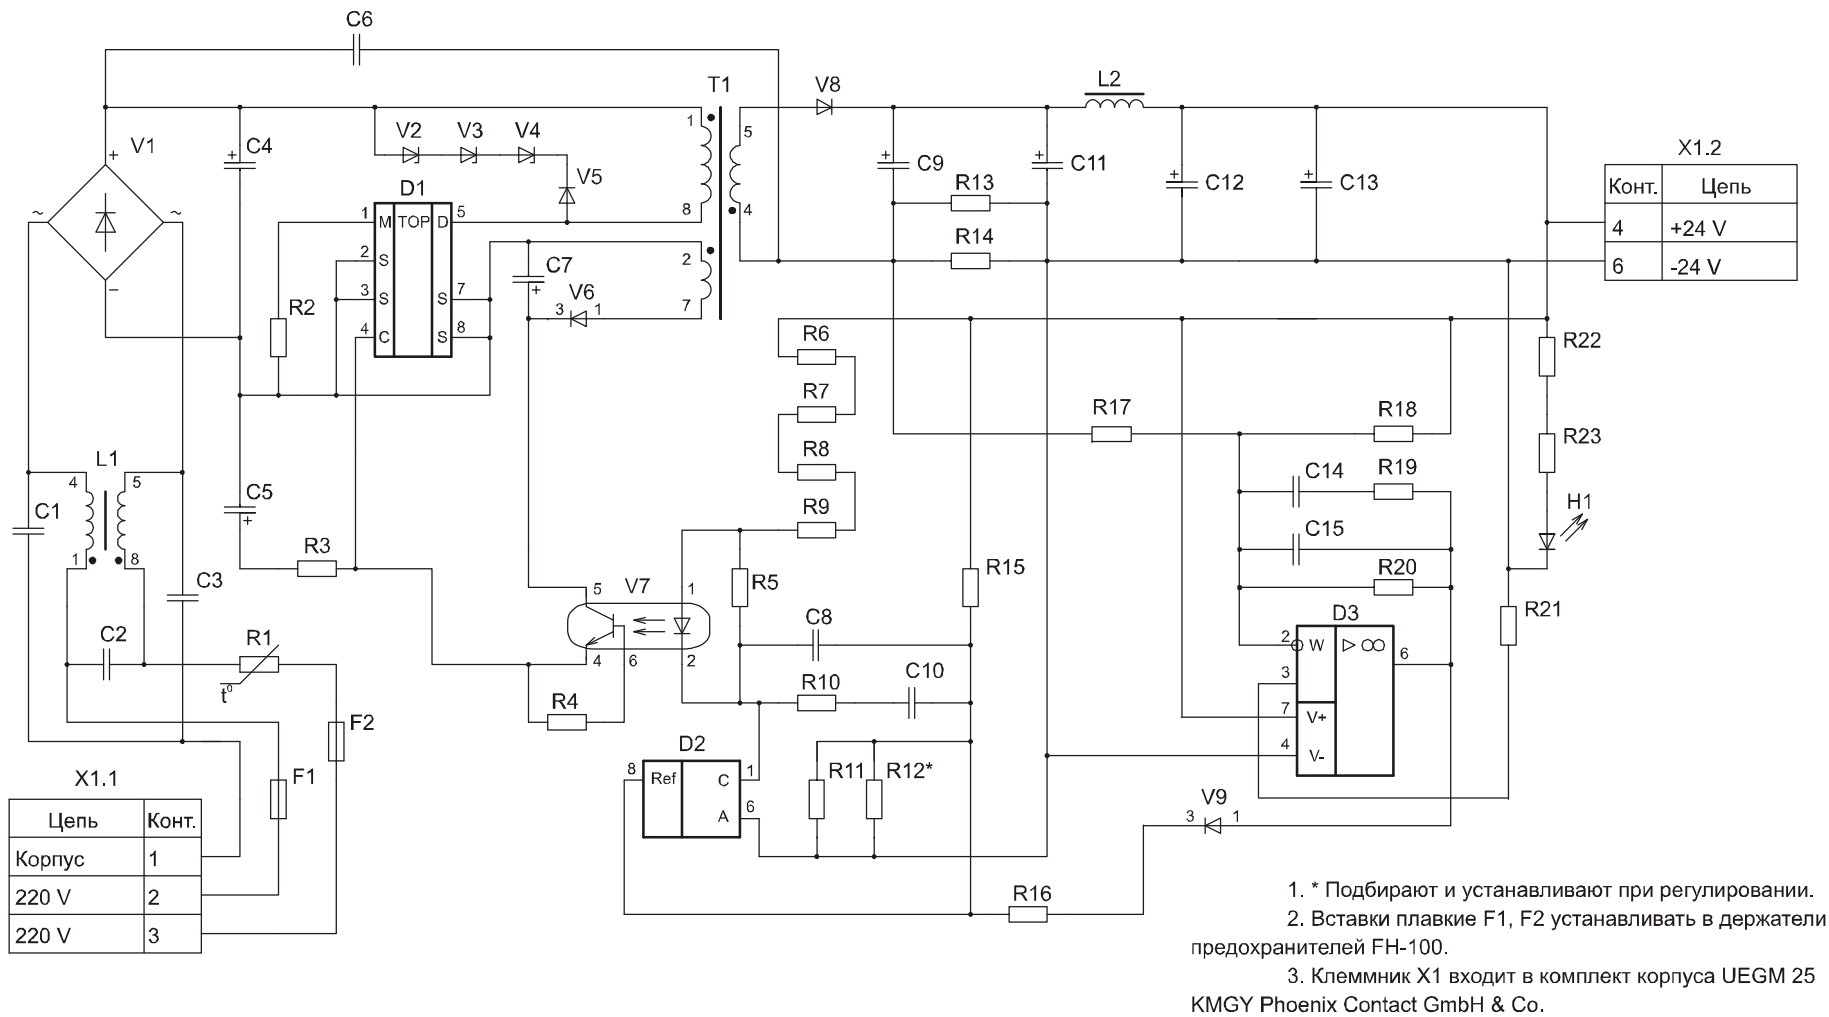 C6
T1
V8
L2
V1
C4
V2
V3
V4
V5
1
5
8
4
2
7
C9
C11
C12
C13
R13
R14
X1.2
Конт.
Цепь
4
+24 V
6
-24 V
+
~
~
−
D1
1
M
TOP
D
5
2
S
3
S
S
7
4
C
S
8
R2
C7
+
V6
3
1
R6
R7
R8
R9
R17
R18
C14
R19
C15
R20
R22
R23
H1
L1
4
5
1
8
C1
C5
+
R3
C3
C2
R1
t°
F2
F1
V7
5
1
4
6
2
R4
R5
C8
R15
R10
C10
D2
8
Ref
C
1
A
6
R11
R12*
D3
2
W
▷ ∞
6
3
7
V+
4
V-
R21
V9
3
1
R16
X1.1
Цепь
Конт.
Корпус
1
220 V
2
220 V
3
1. * Подбирают и устанавливают при регулировании.
2. Вставки плавкие F1, F2 устанавливать в держатели
предохранителей FH-100.
3. Клеммник X1 входит в комплект корпуса UEGM 25
KMGY Phoenix Contact GmbH & Co.